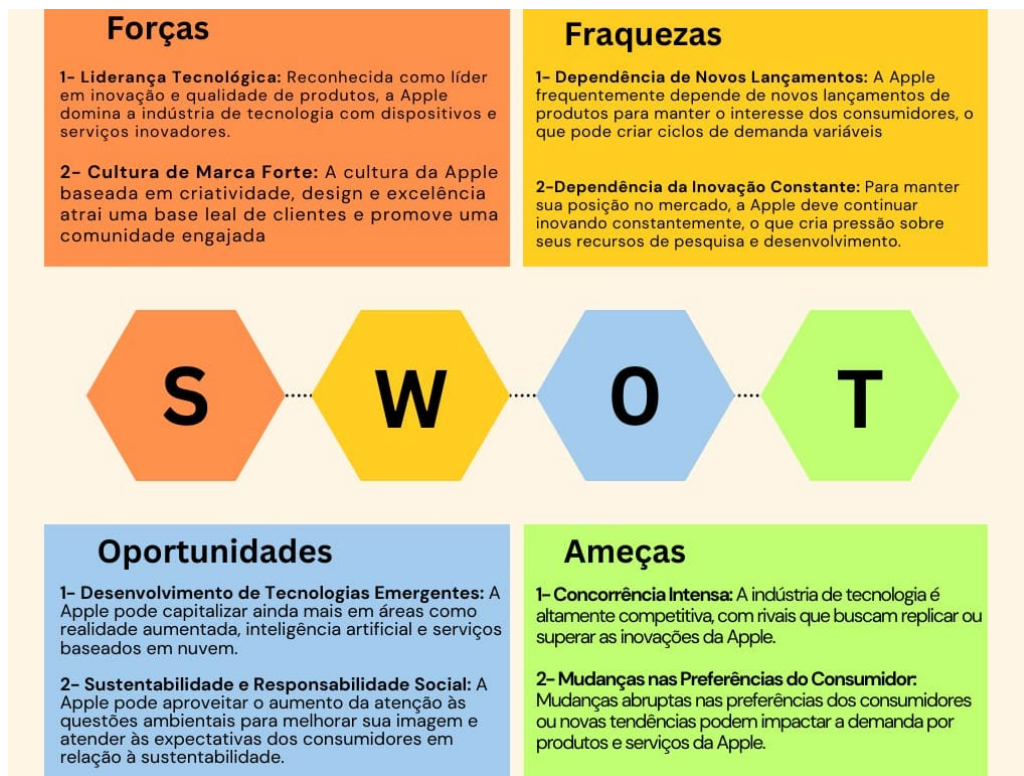 Forças
1- Liderança Tecnológica: Reconhecida como líder
em inovação e qualidade de produtos, a Apple
domina a indústria de tecnologia com dispositivos e
serviços inovadores.
2- Cultura de Marca Forte: A cultura da Apple
baseada em criatividade, design e excelência
atrai uma base leal de clientes e promove uma
comunidade engajada
Fraquezas
1- Dependência de Novos Lançamentos: A Apple
frequentemente depende de novos lançamentos de
produtos para manter o interesse dos consumidores, o
que pode criar ciclos de demanda variáveis
2-Dependência da Inovação Constante: Para manter
sua posição no mercado, a Apple deve continuar
inovando constantemente, o que cria pressão sobre
seus recursos de pesquisa e desenvolvimento.
S
W
O
T
Oportunidades
1- Desenvolvimento de Tecnologias Emergentes: A
Apple pode capitalizar ainda mais em áreas como
realidade aumentada, inteligência artificial e serviços
baseados em nuvem.
2- Sustentabilidade e Responsabilidade Social: A
Apple pode aproveitar o aumento da atenção às
questões ambientais para melhorar sua imagem e
atender às expectativas dos consumidores em
relação à sustentabilidade.
Ameças
1- Concorrência Intensa: A indústria de tecnologia é
altamente competitiva, com rivais que buscam replicar ou
superar as inovações da Apple.
2- Mudanças nas Preferências do Consumidor:
Mudanças abruptas nas preferências dos consumidores
ou novas tendências podem impactar a demanda por
produtos e serviços da Apple.